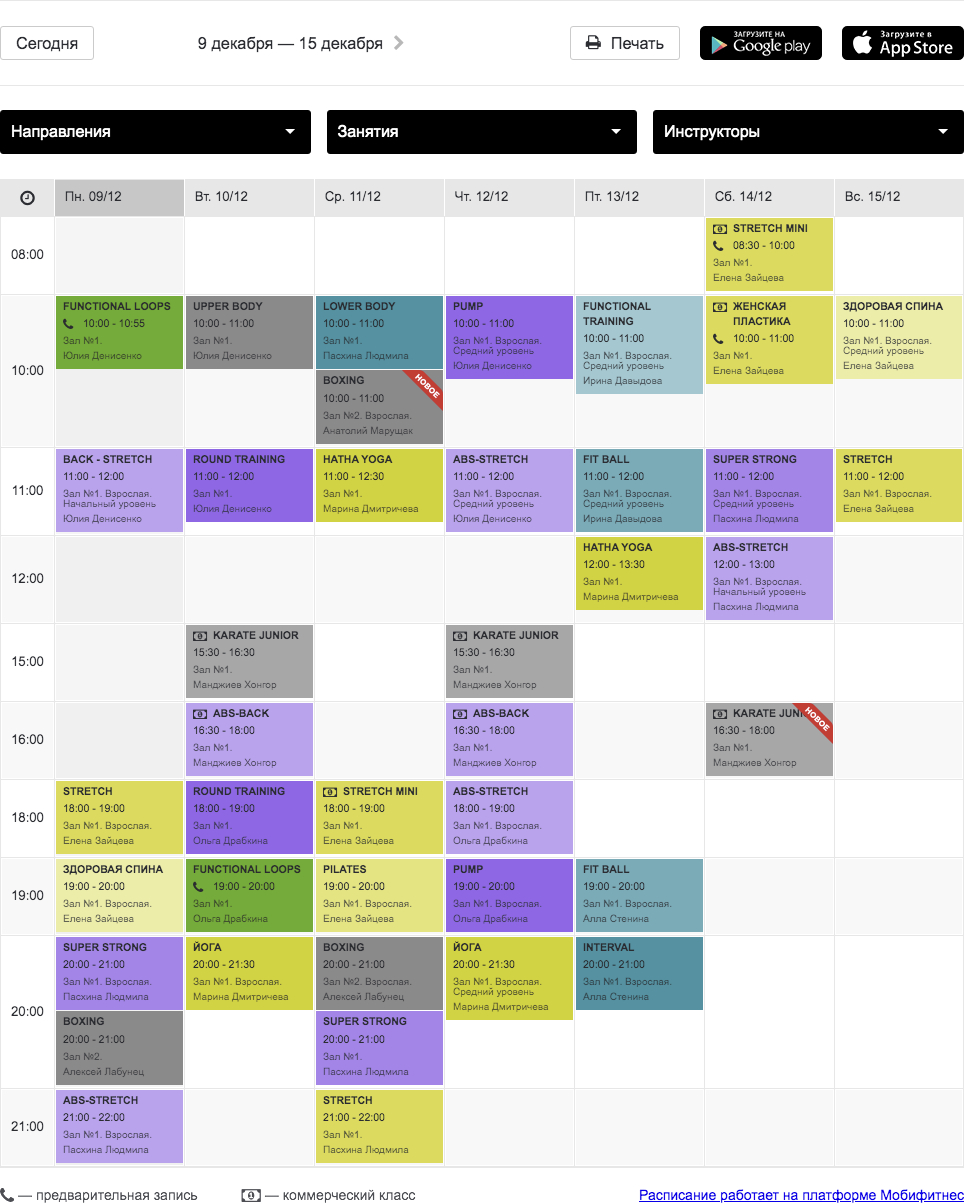 Сегодня
9 декабря — 15 декабря
Печать
ЗАГРУЗИТЕ НА
Google play
Загрузите в
App Store
Направления
Занятия
Инструкторы
Пн. 09/12
Вт. 10/12
Ср. 11/12
Чт. 12/12
Пт. 13/12
Сб. 14/12
Вс. 15/12
08:00
STRETCH MINI
08:30 - 10:00
Зал №1.
Елена Зайцева
10:00
FUNCTIONAL LOOPS
10:00 - 10:55
Зал №1.
Юлия Денисенко
UPPER BODY
10:00 - 11:00
Зал №1.
Юлия Денисенко
LOWER BODY
10:00 - 11:00
Зал №1.
Пасхина Людмила
BOXING
НОВОЕ
10:00 - 11:00
Зал №2. Взрослая.
Анатолий Марущак
PUMP
10:00 - 11:00
Зал №1. Взрослая.
Средний уровень
Юлия Денисенко
FUNCTIONAL
TRAINING
10:00 - 11:00
Зал №1. Взрослая.
Средний уровень
Ирина Давыдова
ЖЕНСКАЯ
ПЛАСТИКА
10:00 - 11:00
Зал №1.
Елена Зайцева
ЗДОРОВАЯ СПИНА
10:00 - 11:00
Зал №1. Взрослая.
Средний уровень
Елена Зайцева
11:00
BACK - STRETCH
11:00 - 12:00
Зал №1. Взрослая.
Начальный уровень
Юлия Денисенко
ROUND TRAINING
11:00 - 12:00
Зал №1.
Юлия Денисенко
HATHA YOGA
11:00 - 12:30
Зал №1.
Марина Дмитричева
ABS-STRETCH
11:00 - 12:00
Зал №1. Взрослая.
Средний уровень
Юлия Денисенко
FIT BALL
11:00 - 12:00
Зал №1. Взрослая.
Средний уровень
Ирина Давыдова
SUPER STRONG
11:00 - 12:00
Зал №1. Взрослая.
Средний уровень
Пасхина Людмила
STRETCH
11:00 - 12:00
Зал №1. Взрослая.
Елена Зайцева
12:00
HATHA YOGA
12:00 - 13:30
Зал №1.
Марина Дмитричева
ABS-STRETCH
12:00 - 13:00
Зал №1. Взрослая.
Начальный уровень
Пасхина Людмила
15:00
KARATE JUNIOR
15:30 - 16:30
Зал №1.
Манджиев Хонгор
KARATE JUNIOR
15:30 - 16:30
Зал №1.
Манджиев Хонгор
16:00
ABS-BACK
16:30 - 18:00
Зал №1.
Манджиев Хонгор
ABS-BACK
16:30 - 18:00
Зал №1.
Манджиев Хонгор
KARATE JUN
НОВОЕ
16:30 - 18:00
Зал №1.
Манджиев Хонгор
18:00
STRETCH
18:00 - 19:00
Зал №1. Взрослая.
Елена Зайцева
ROUND TRAINING
18:00 - 19:00
Зал №1.
Ольга Драбкина
STRETCH MINI
18:00 - 19:00
Зал №1.
Елена Зайцева
ABS-STRETCH
18:00 - 19:00
Зал №1. Взрослая.
Ольга Драбкина
19:00
ЗДОРОВАЯ СПИНА
19:00 - 20:00
Зал №1. Взрослая.
Елена Зайцева
FUNCTIONAL LOOPS
19:00 - 20:00
Зал №1.
Ольга Драбкина
PILATES
19:00 - 20:00
Зал №1. Взрослая.
Елена Зайцева
PUMP
19:00 - 20:00
Зал №1. Взрослая.
Ольга Драбкина
FIT BALL
19:00 - 20:00
Зал №1. Взрослая.
Алла Стенина
20:00
SUPER STRONG
20:00 - 21:00
Зал №1. Взрослая.
Пасхина Людмила
BOXING
20:00 - 21:00
Зал №2.
Алексей Лабунец
ЙОГА
20:00 - 21:30
Зал №1. Взрослая.
Марина Дмитричева
BOXING
20:00 - 21:00
Зал №2. Взрослая.
Алексей Лабунец
SUPER STRONG
20:00 - 21:00
Зал №1.
Пасхина Людмила
ЙОГА
20:00 - 21:30
Зал №1. Взрослая.
Средний уровень
Марина Дмитричева
INTERVAL
20:00 - 21:00
Зал №1. Взрослая.
Алла Стенина
21:00
ABS-STRETCH
21:00 - 22:00
Зал №1. Взрослая.
Пасхина Людмила
STRETCH
21:00 - 22:00
Зал №1.
Пасхина Людмила
— предварительная запись
— коммерческий класс
Расписание работает на платформе Мобифитнес